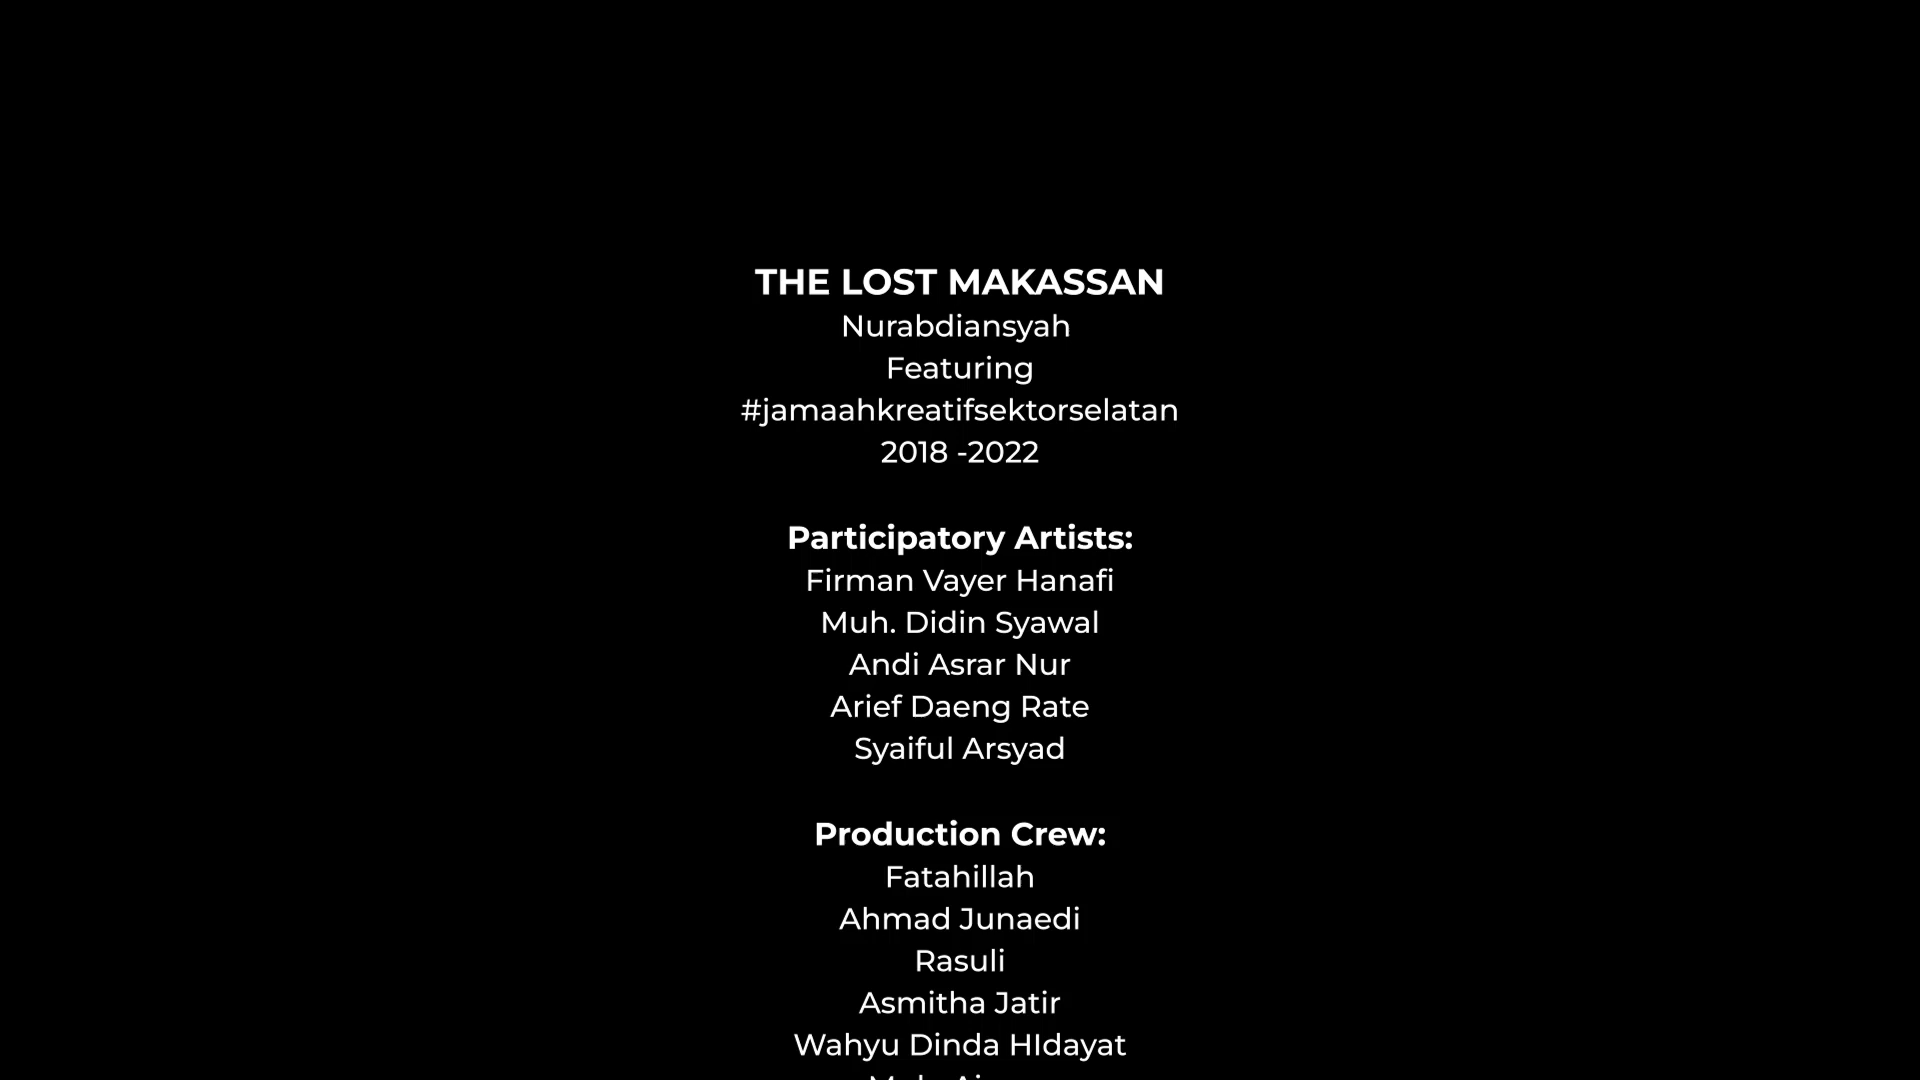 THE LOST MAKASSAN
Nurabdiansyah
Featuring
#jamaahkreatifsektorselatan
2018 -2022
Participatory Artists:
Firman Vayer Hanafi
Muh. Didin Syawal
Andi Asrar Nur
Arief Daeng Rate
Syaiful Arsyad
Production Crew:
Fatahillah
Ahmad Junaedi
Rasuli
Asmitha Jatir
Wahyu Dinda HIdayat